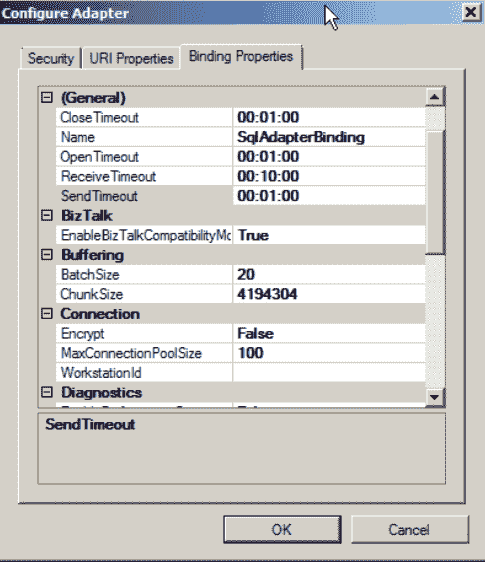 Configure Adapter
Security URI Properties Binding Properties
(General)
CloseTimeout 00:01:00
Name SqlAdapterBinding
OpenTimeout 00:01:00
ReceiveTimeout 00:10:00
SendTimeout 00:01:00
BizTalk
EnableBizTalkCompatibilityMo True
Buffering
BatchSize 20
ChunkSize 4194304
Connection
Encrypt False
MaxConnectionPoolSize 100
WorkstationId
Diagnostics
SendTimeout
OK Cancel